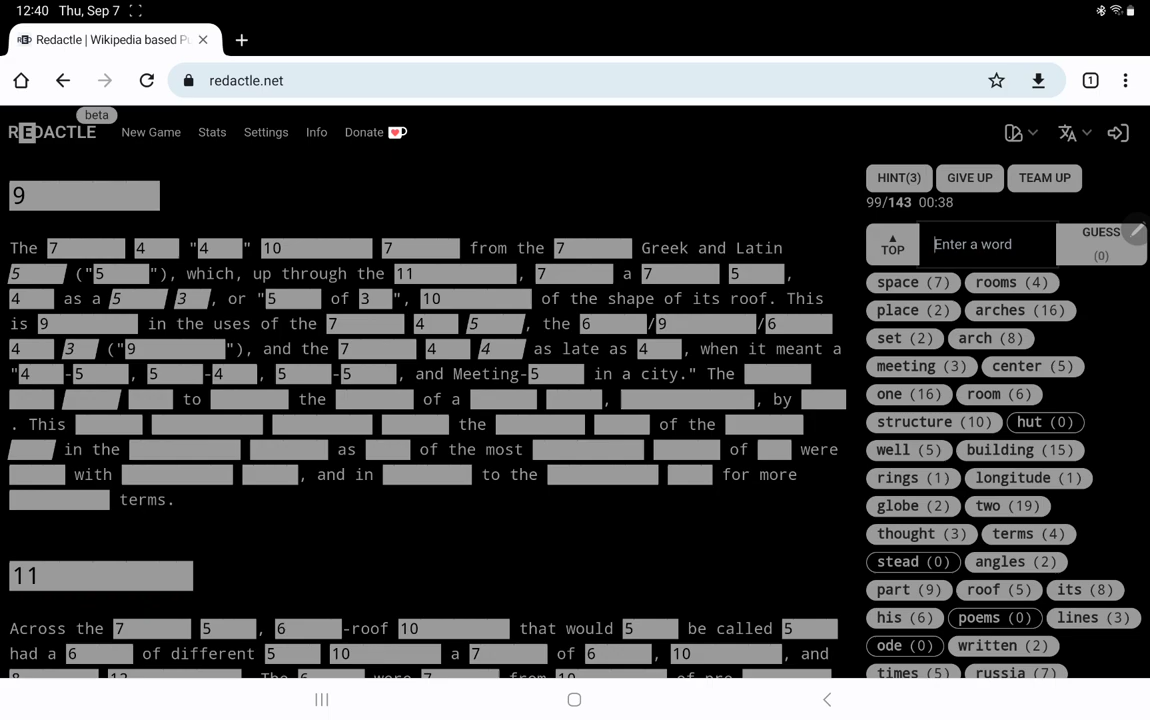 12:40 Thu, Sep 7
Redactle | Wikipedia based Pu
redactle.net
beta
REDACTLE New Game Stats Settings Info Donate
HINT(3) GIVE UP TEAM UP
99/143 00:38
▲ TOP Enter a word GUESS (0)
9
The 7 4 "4" 10 7 from the 7 Greek and Latin
5 ("5"), which, up through the 11, 7 a 7 5,
4 as a 5 3, or "5 of 3", 10 of the shape of its roof. This
is 9 in the uses of the 7 4 5, the 6/9/6
4 3 ("9"), and the 7 4 4 as late as 4, when it meant a
"4-5, 5-4, 5-5, and Meeting-5 in a city." The
to the of a , , by
. This the of the
in the as of the most of were
with , and in to the for more
terms.
11
Across the 7 5, 6-roof 10 that would 5 be called 5
had a 6 of different 5 10 a 7 of 6, 10, and
space (7) rooms (4)
place (2) arches (16)
set (2) arch (8)
meeting (3) center (5)
one (16) room (6)
structure (10) hut (0)
well (5) building (15)
rings (1) longitude (1)
globe (2) two (19)
thought (3) terms (4)
stead (0) angles (2)
part (9) roof (5) its (8)
his (6) poems (0) lines (3)
ode (0) written (2)
times (5) russia (7)